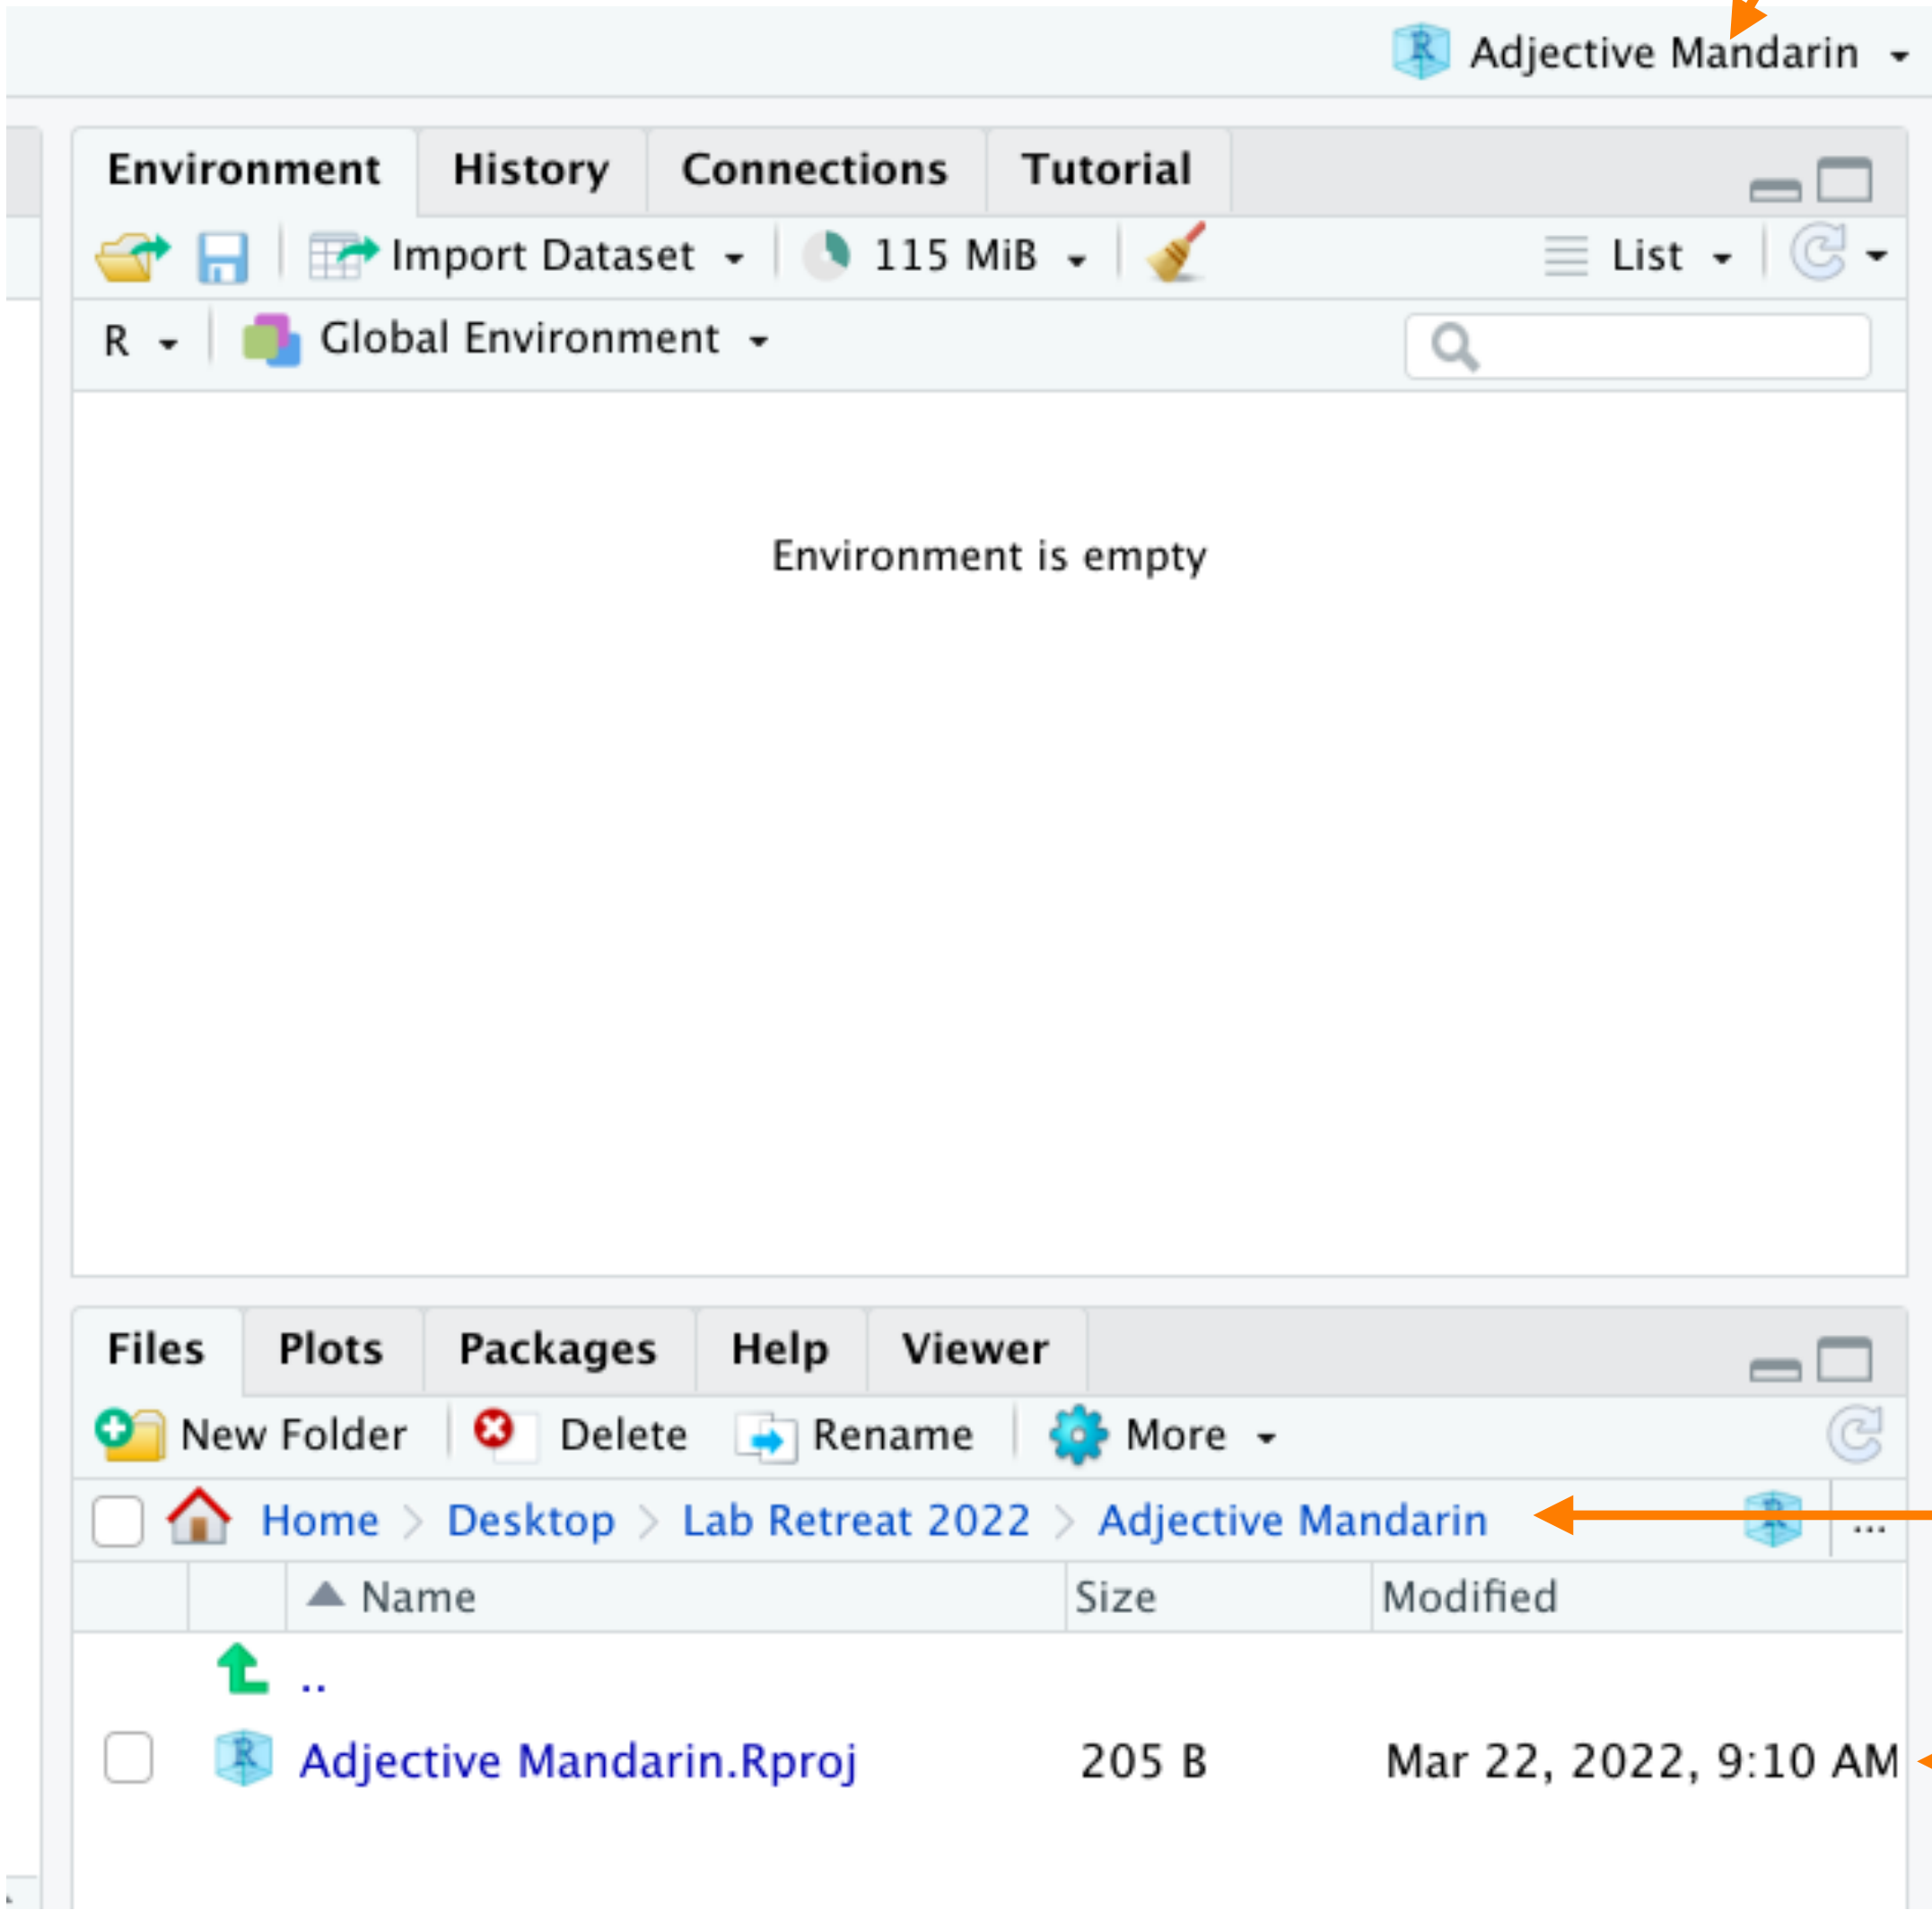 Adjective Mandarin
Environment History Connections Tutorial
Import Dataset 115 MiB List
R Global Environment
Environment is empty
Files Plots Packages Help Viewer
New Folder Delete Rename More
Home > Desktop > Lab Retreat 2022 > Adjective Mandarin ...
Name Size Modified
..
Adjective Mandarin.Rproj 205 B Mar 22, 2022, 9:10 AM